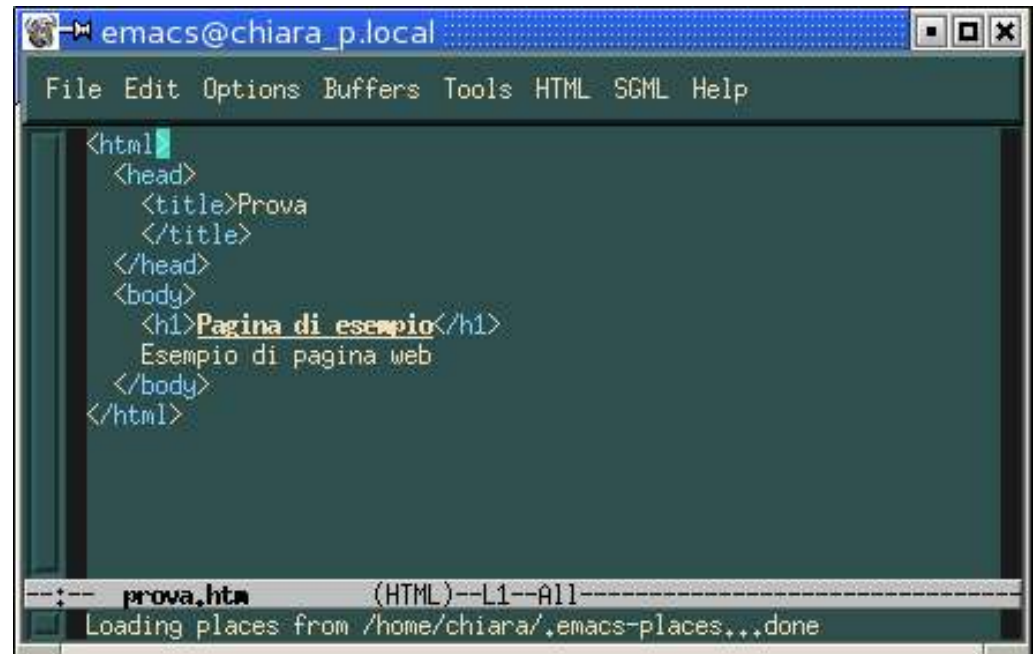 emacs@chiara_p.local
File Edit Options Buffers Tools HTML SGML Help
<html>
<head>
<title>Prova
</title>
</head>
<body>
<h1>Pagina di esempio</h1>
Esempio di pagina web
</body>
</html>
--:-- prova.htm (HTML)--L1--All--------------------------------
Loading places from /home/chiara/.emacs-places...done